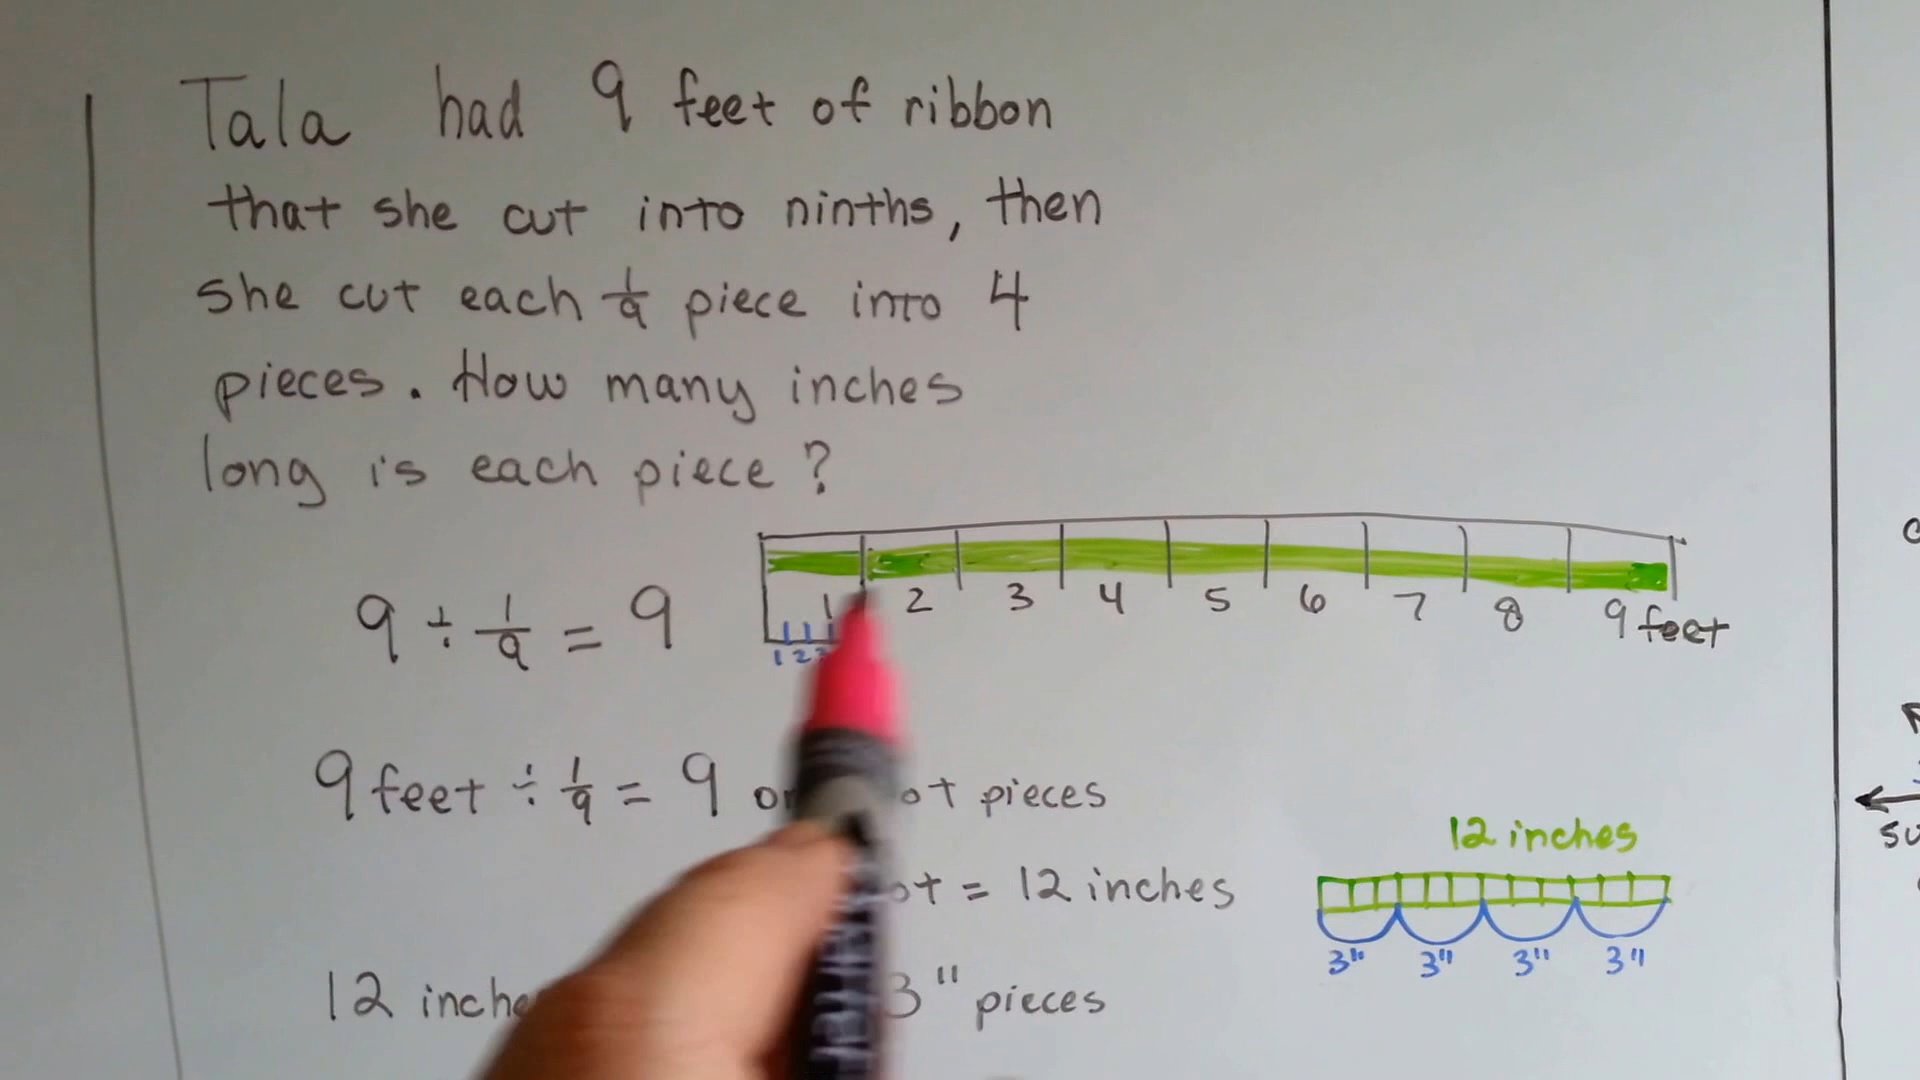 Tala had 9 feet of ribbon
that she cut into ninths, then
she cut each 1/9 piece into 4
pieces. How many inches
long is each piece?
1 2 3 4 5 6 7 8 9 feet
1 2 3
9 ÷ 1/9 = 9
9 feet ÷ 1/9 = 9 pieces
= 12 inches
12 3" pieces
12 inches
3" 3" 3" 3"